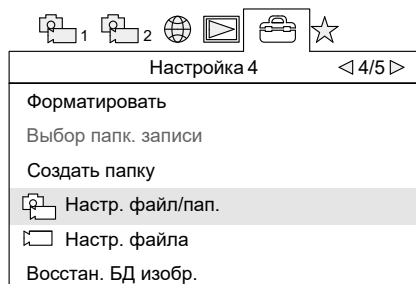 1 2
Настройка 4 4/5
Форматировать
Выбор папк. записи
Создать папку
Настр. файл/пап.
Настр. файла
Восстан. БД изобр.